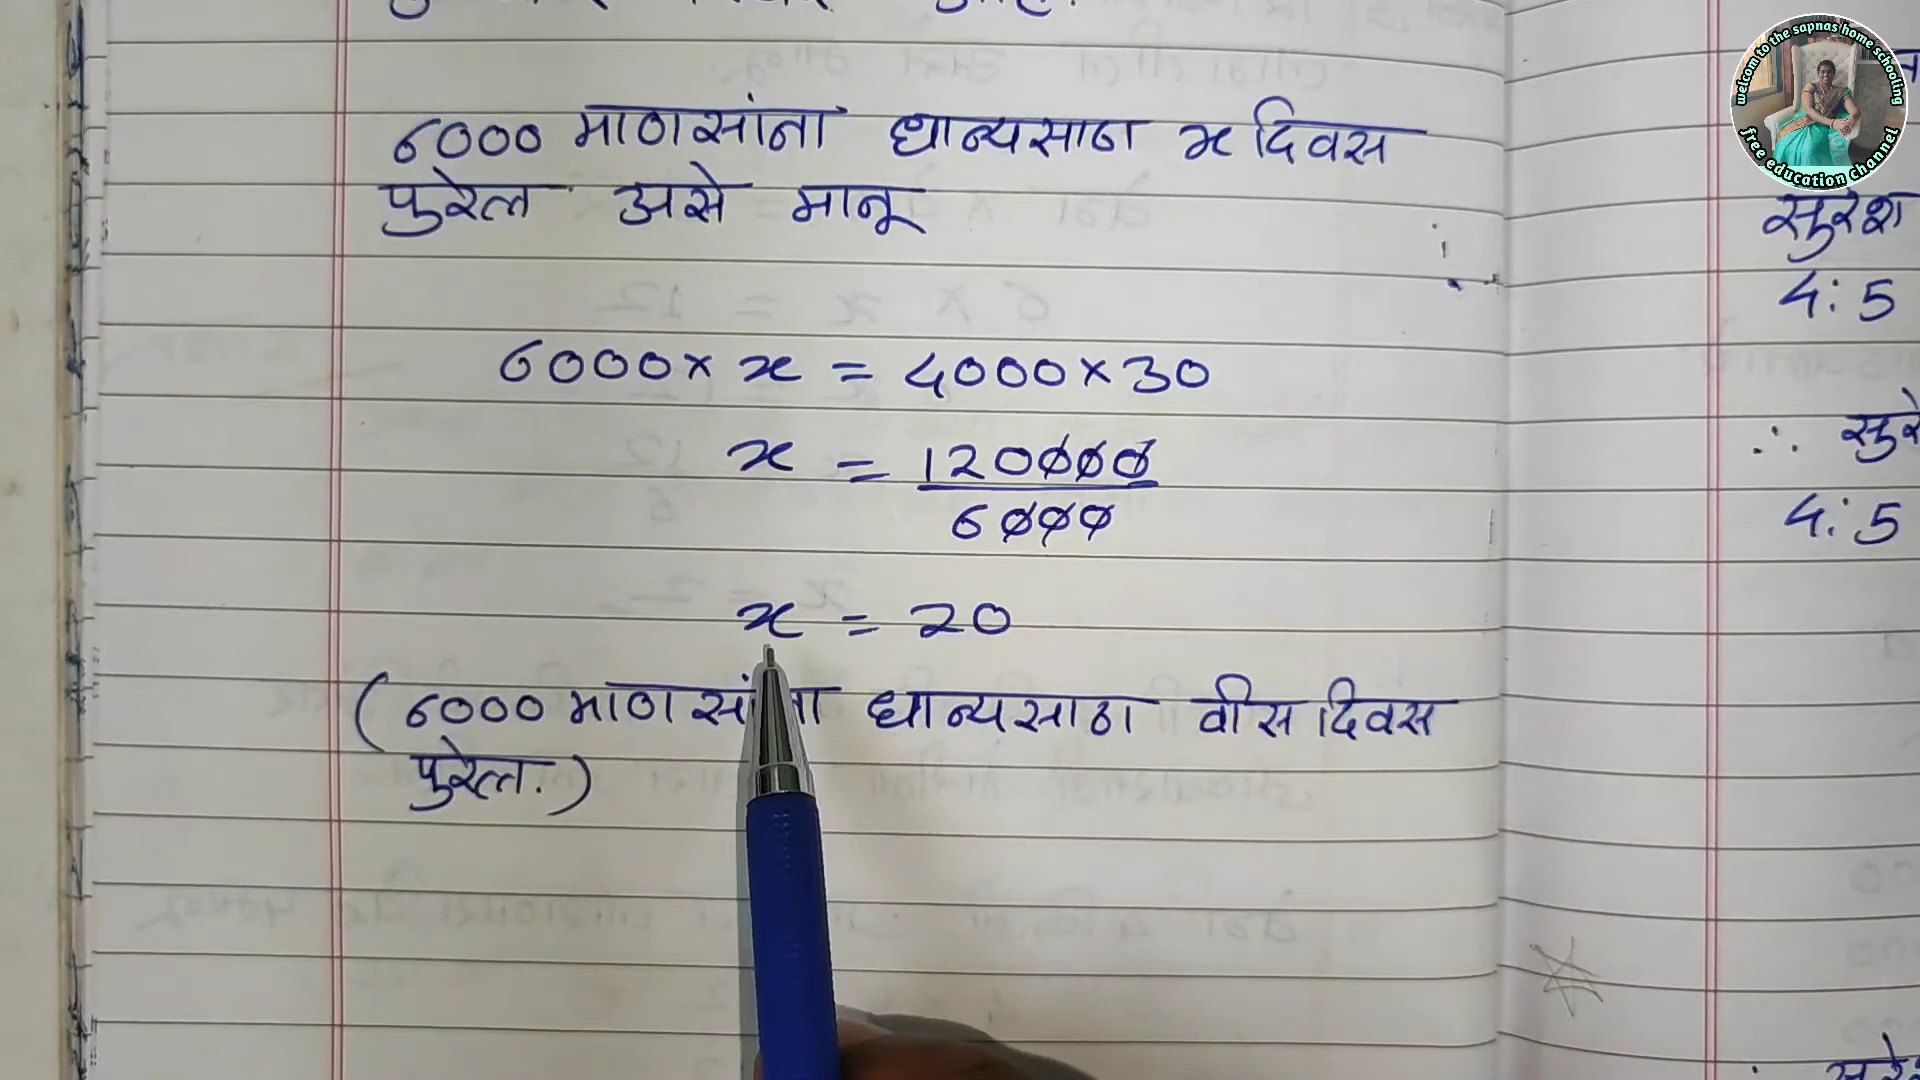 6000 माणसांना धान्यसाठा x दिवस
पुरेल असे मानू
6000 × x = 4000 × 30
x = 120000
6000
x = 20
(6000 माणसांना धान्यसाठा वीस दिवस
पुरेल.)
सुरेश
4:5
∴ सुरे
4:5
welcom to the sapnas home schooling
free education channel